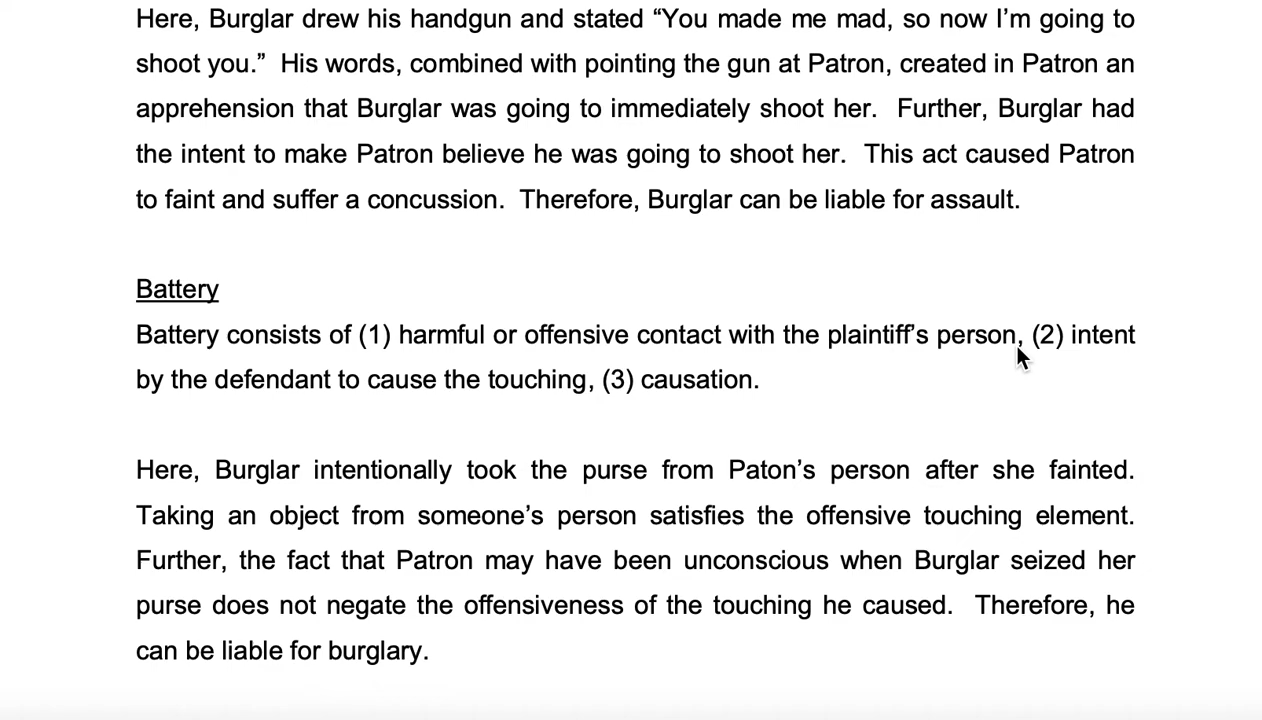 Here, Burglar drew his handgun and stated “You made me mad, so now I’m going to
shoot you.”  His words, combined with pointing the gun at Patron, created in Patron an
apprehension that Burglar was going to immediately shoot her.  Further, Burglar had
the intent to make Patron believe he was going to shoot her.  This act caused Patron
to faint and suffer a concussion.  Therefore, Burglar can be liable for assault.
Battery
Battery consists of (1) harmful or offensive contact with the plaintiff’s person, (2) intent
by the defendant to cause the touching, (3) causation.
Here, Burglar intentionally took the purse from Paton’s person after she fainted.
Taking an object from someone’s person satisfies the offensive touching element.
Further, the fact that Patron may have been unconscious when Burglar seized her
purse does not negate the offensiveness of the touching he caused.  Therefore, he
can be liable for burglary.